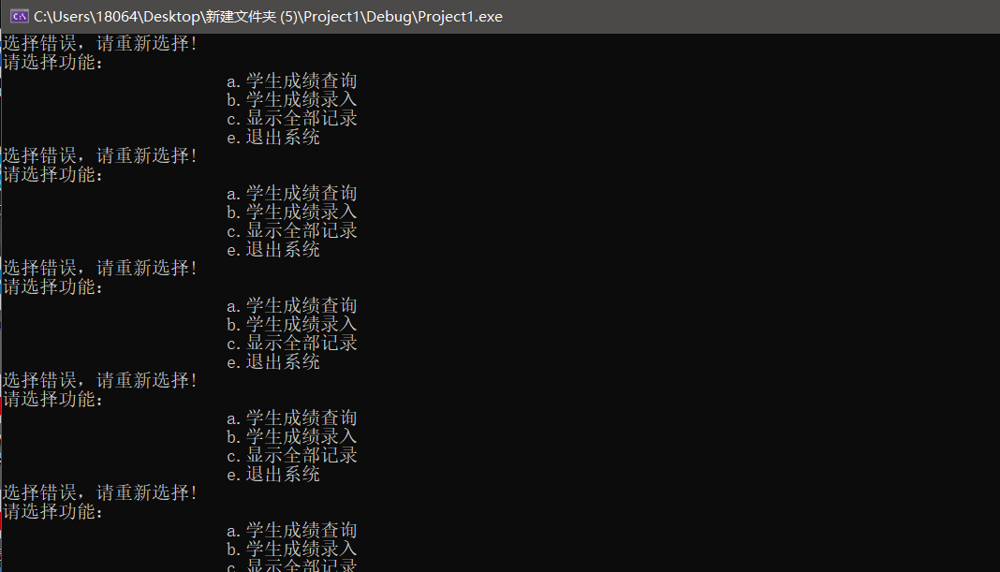 C:\Users\18064\Desktop\新建文件夹 (5)\Project1\Debug\Project1.exe
选择错误，请重新选择!
请选择功能：
a.学生成绩查询
b.学生成绩录入
c.显示全部记录
e.退出系统
选择错误，请重新选择!
请选择功能：
a.学生成绩查询
b.学生成绩录入
c.显示全部记录
e.退出系统
选择错误，请重新选择!
请选择功能：
a.学生成绩查询
b.学生成绩录入
c.显示全部记录
e.退出系统
选择错误，请重新选择!
请选择功能：
a.学生成绩查询
b.学生成绩录入
c.显示全部记录
e.退出系统
选择错误，请重新选择!
请选择功能：
a.学生成绩查询
b.学生成绩录入
c.显示全部记录